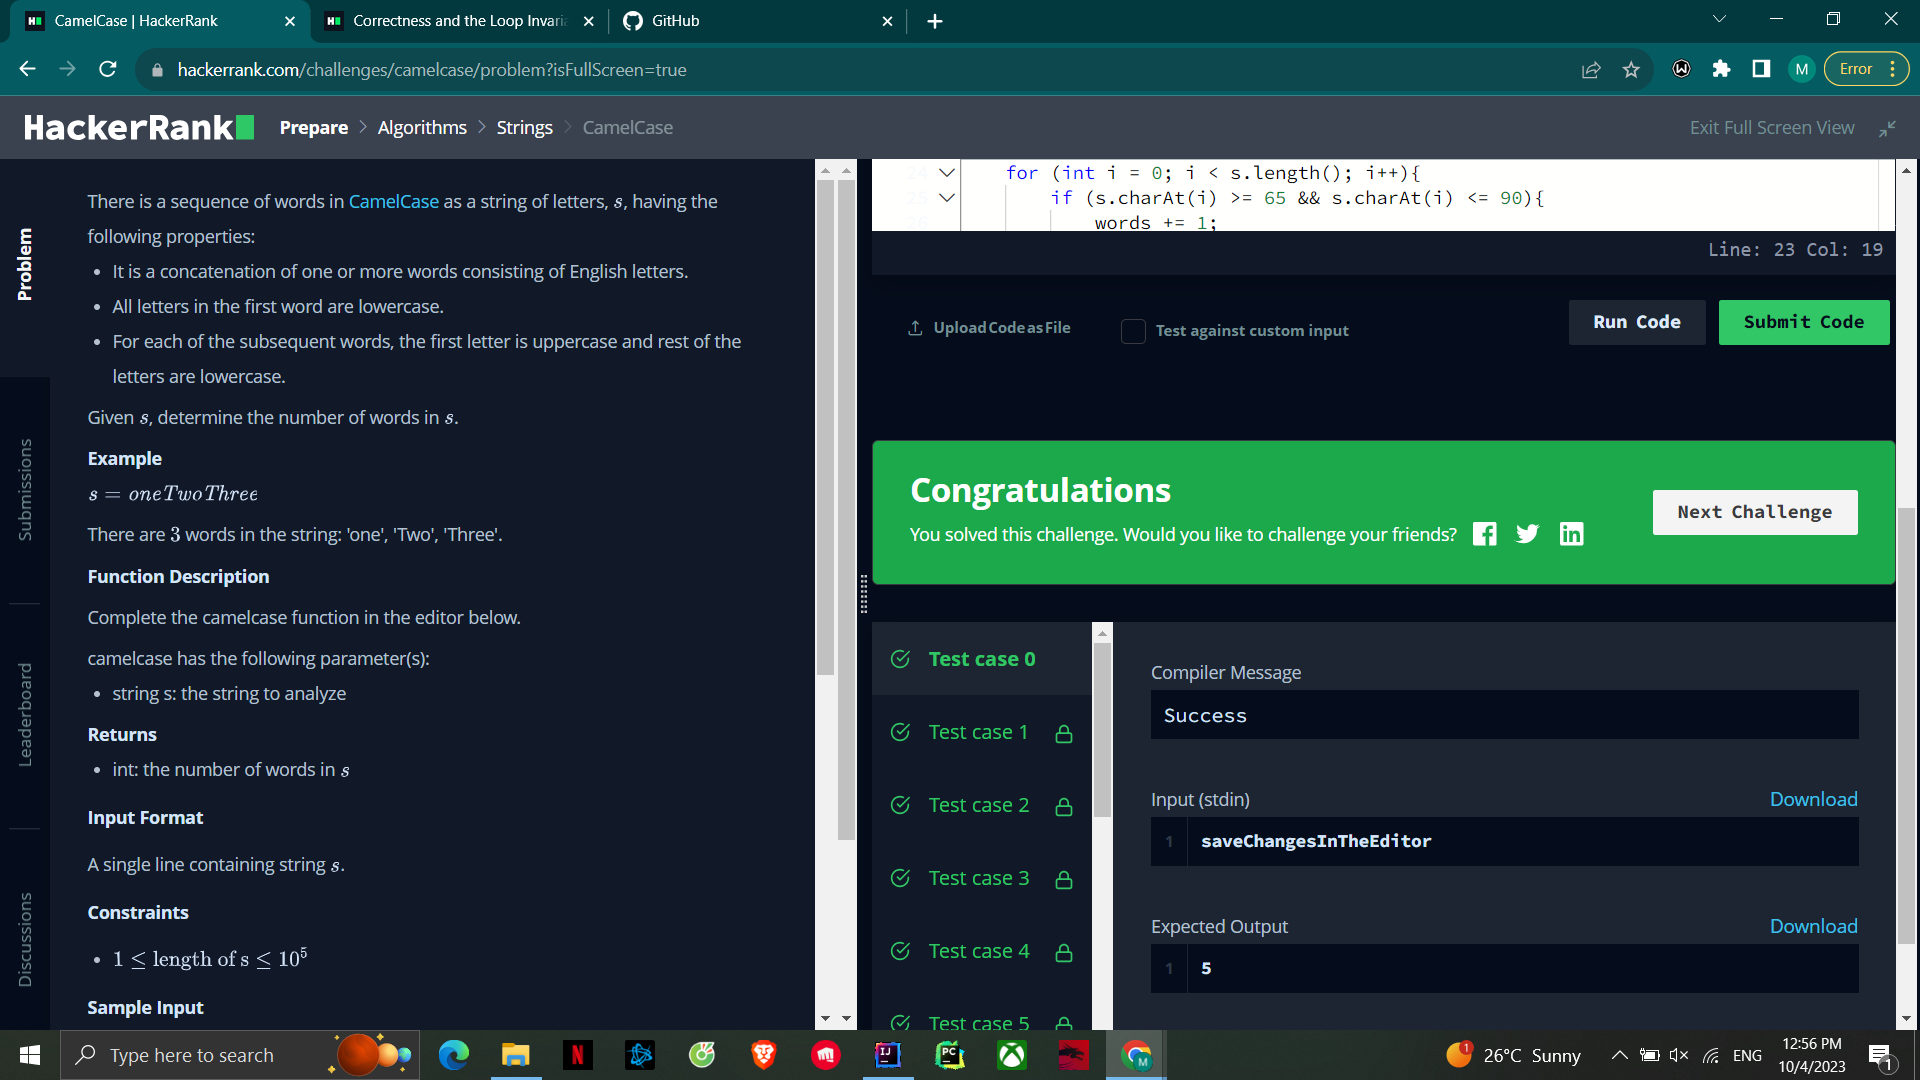 CamelCase | HackerRank
Correctness and the Loop Invaria
GitHub
hackerrank.com/challenges/camelcase/problem?isFullScreen=true
M
Error
HackerRank
Prepare > Algorithms > Strings > CamelCase
Exit Full Screen View
Problem
Submissions
Leaderboard
Discussions
There is a sequence of words in CamelCase as a string of letters, s, having the
following properties:
• It is a concatenation of one or more words consisting of English letters.
• All letters in the first word are lowercase.
• For each of the subsequent words, the first letter is uppercase and rest of the
letters are lowercase.
Given s, determine the number of words in s.
Example
s = oneTwoThree
There are 3 words in the string: 'one', 'Two', 'Three'.
Function Description
Complete the camelcase function in the editor below.
camelcase has the following parameter(s):
• string s: the string to analyze
Returns
• int: the number of words in s
Input Format
A single line containing string s.
Constraints
• 1 ≤ length of s ≤ 10^5
Sample Input
24 for (int i = 0; i < s.length(); i++){
25 if (s.charAt(i) >= 65 && s.charAt(i) <= 90){
26 words += 1;
Line: 23 Col: 19
Upload Code as File
Test against custom input
Run Code
Submit Code
Congratulations
You solved this challenge. Would you like to challenge your friends?
Next Challenge
Test case 0
Test case 1
Test case 2
Test case 3
Test case 4
Test case 5
Compiler Message
Success
Input (stdin)
Download
1 saveChangesInTheEditor
Expected Output
Download
1 5
Type here to search
26°C Sunny
ENG
12:56 PM
10/4/2023
1